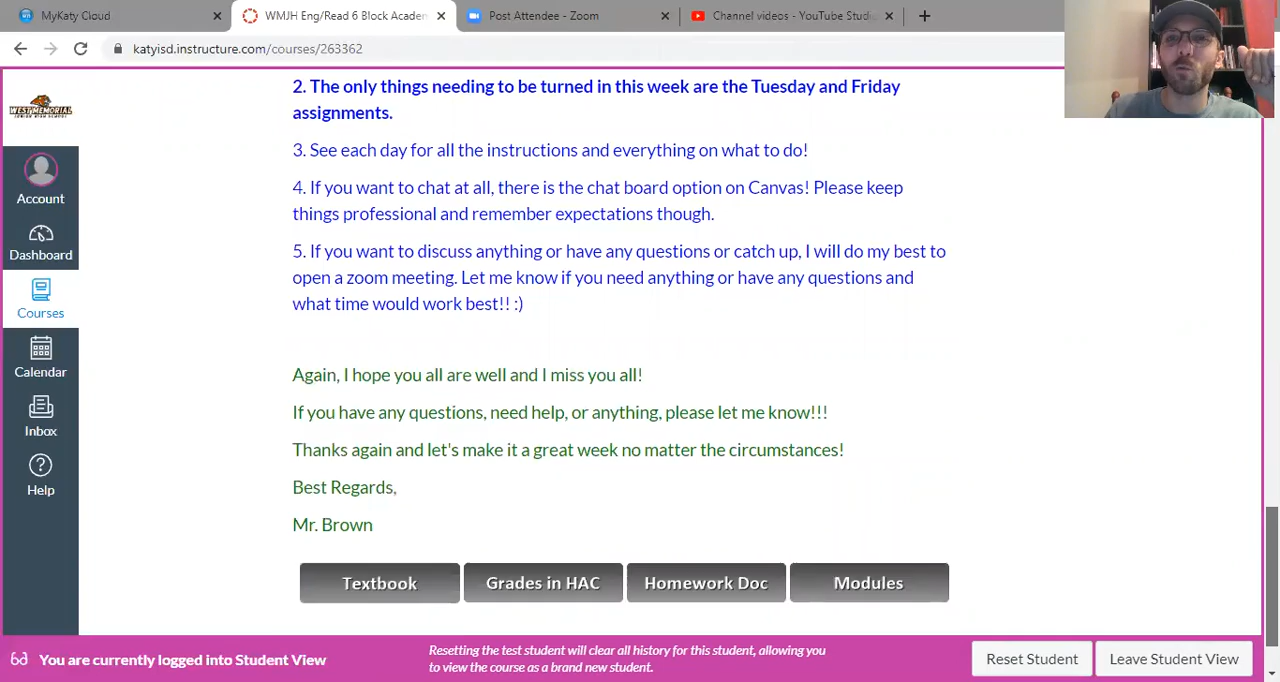 MyKaty Cloud
WMJH Eng/Read 6 Block Academ
Post Attendee - Zoom
Channel videos - YouTube Studi
katyisd.instructure.com/courses/263362
WEST MEMORIAL
JUNIOR HIGH SCHOOL
Account
Dashboard
Courses
Calendar
Inbox
Help
2. The only things needing to be turned in this week are the Tuesday and Friday
assignments.
3. See each day for all the instructions and everything on what to do!
4. If you want to chat at all, there is the chat board option on Canvas! Please keep
things professional and remember expectations though.
5. If you want to discuss anything or have any questions or catch up, I will do my best to
open a zoom meeting. Let me know if you need anything or have any questions and
what time would work best!! :)
Again, I hope you all are well and I miss you all!
If you have any questions, need help, or anything, please let me know!!!
Thanks again and let's make it a great week no matter the circumstances!
Best Regards,
Mr. Brown
Textbook
Grades in HAC
Homework Doc
Modules
You are currently logged into Student View
Resetting the test student will clear all history for this student, allowing you
to view the course as a brand new student.
Reset Student
Leave Student View